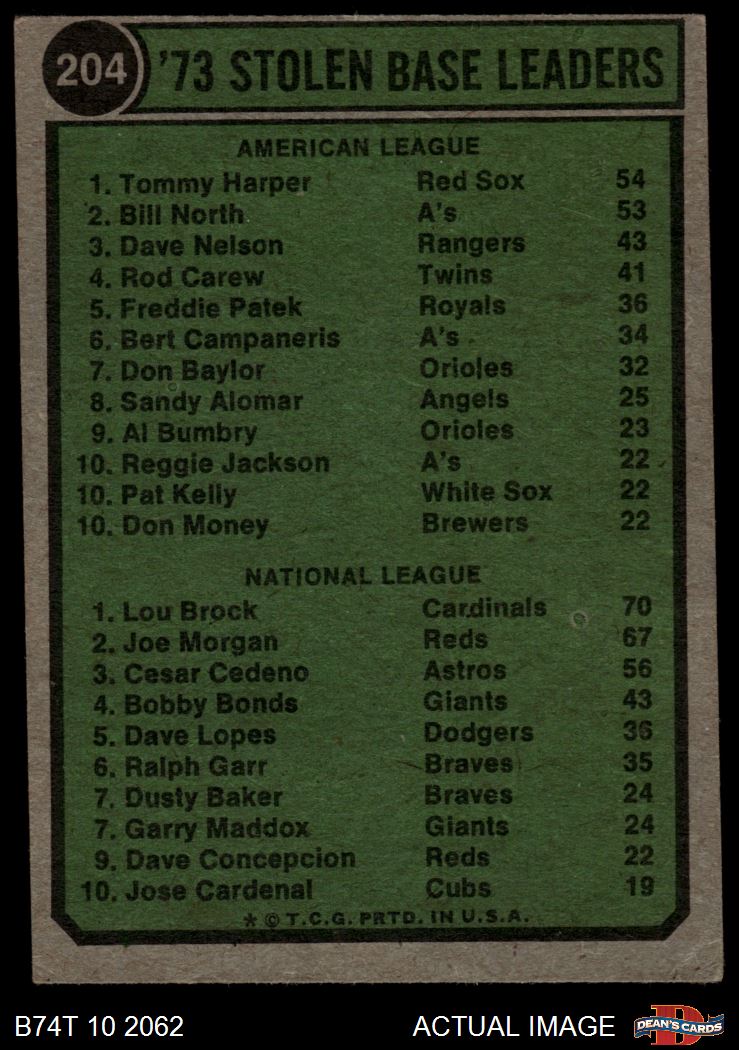 204 '73 STOLEN BASE LEADERS
AMERICAN LEAGUE
1. Tommy Harper Red Sox 54
2. Bill North A's 53
3. Dave Nelson Rangers 43
4. Rod Carew Twins 41
5. Freddie Patek Royals 36
6. Bert Campaneris A's 34
7. Don Baylor Orioles 32
8. Sandy Alomar Angels 25
9. Al Bumbry Orioles 23
10. Reggie Jackson A's 22
10. Pat Kelly White Sox 22
10. Don Money Brewers 22
NATIONAL LEAGUE
1. Lou Brock Cardinals 70
2. Joe Morgan Reds 67
3. Cesar Cedeno Astros 56
4. Bobby Bonds Giants 43
5. Dave Lopes Dodgers 36
6. Ralph Garr Braves 35
7. Dusty Baker Braves 24
7. Garry Maddox Giants 24
9. Dave Concepcion Reds 22
10. Jose Cardenal Cubs 19
* © T.C.G. PRTD. IN U.S.A.
B74T 10 2062 ACTUAL IMAGE D DEAN'S CARDS